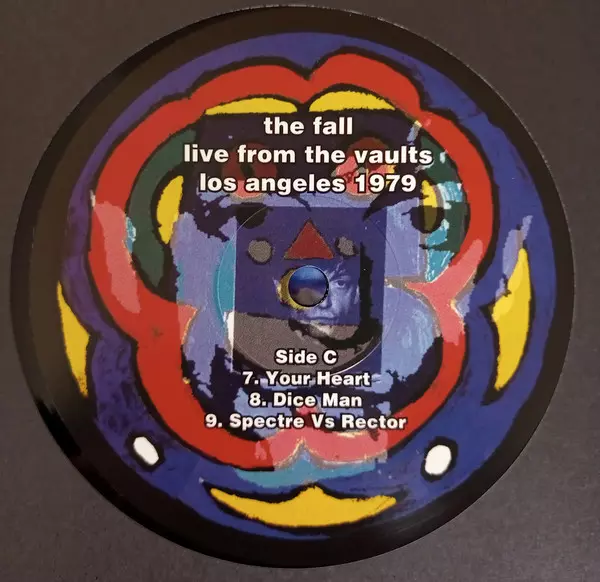 the fall
live from the vaults
los angeles 1979
Side C
7. Your Heart
8. Dice Man
9. Spectre Vs Rector